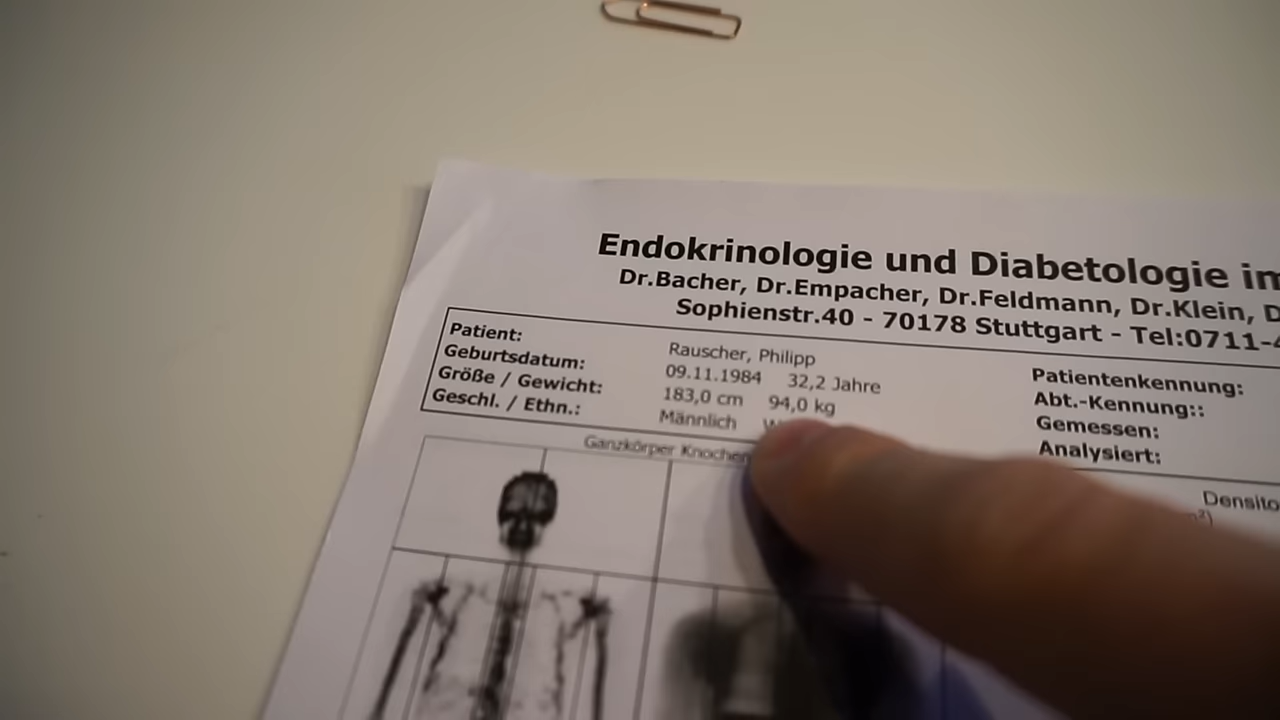 Endokrinologie und Diabetologie im
Dr.Bacher, Dr.Empacher, Dr.Feldmann, Dr.Klein, D
Sophienstr.40 - 70178 Stuttgart - Tel:0711-4
Patient: Rauscher, Philipp
Geburtsdatum: 09.11.1984 32,2 Jahre
Größe / Gewicht: 183,0 cm 94,0 kg
Geschl. / Ethn.: Männlich
Patientenkennung:
Abt.-Kennung::
Gemessen:
Analysiert:
Ganzkörper Knochen
Densito